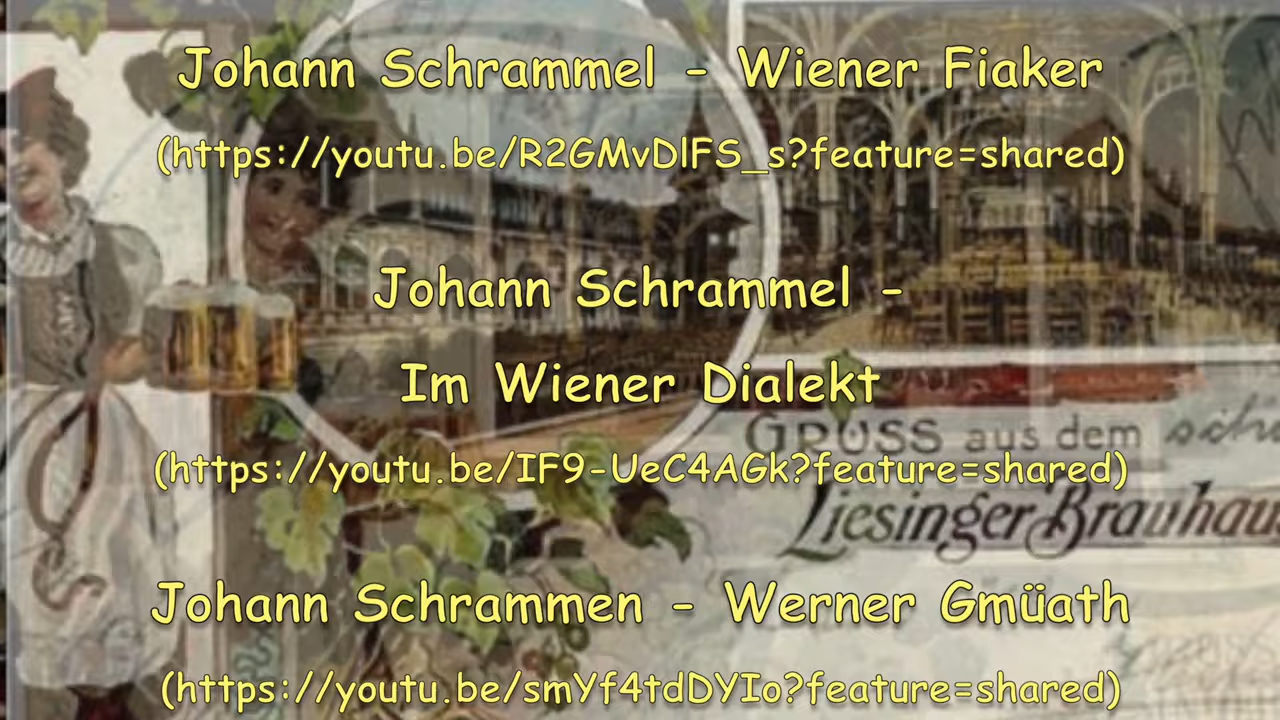 Johann Schrammel - Wiener Fiaker
(https://youtu.be/R2GMvDlFS_s?feature=shared)
Johann Schrammel -
Im Wiener Dialekt
(https://youtu.be/IF9-UeC4AGk?feature=shared)
GRUSS aus dem
Liesinger Brauhau
Johann Schrammen - Werner Gmüath
(https://youtu.be/smYf4tdDYIo?feature=shared)